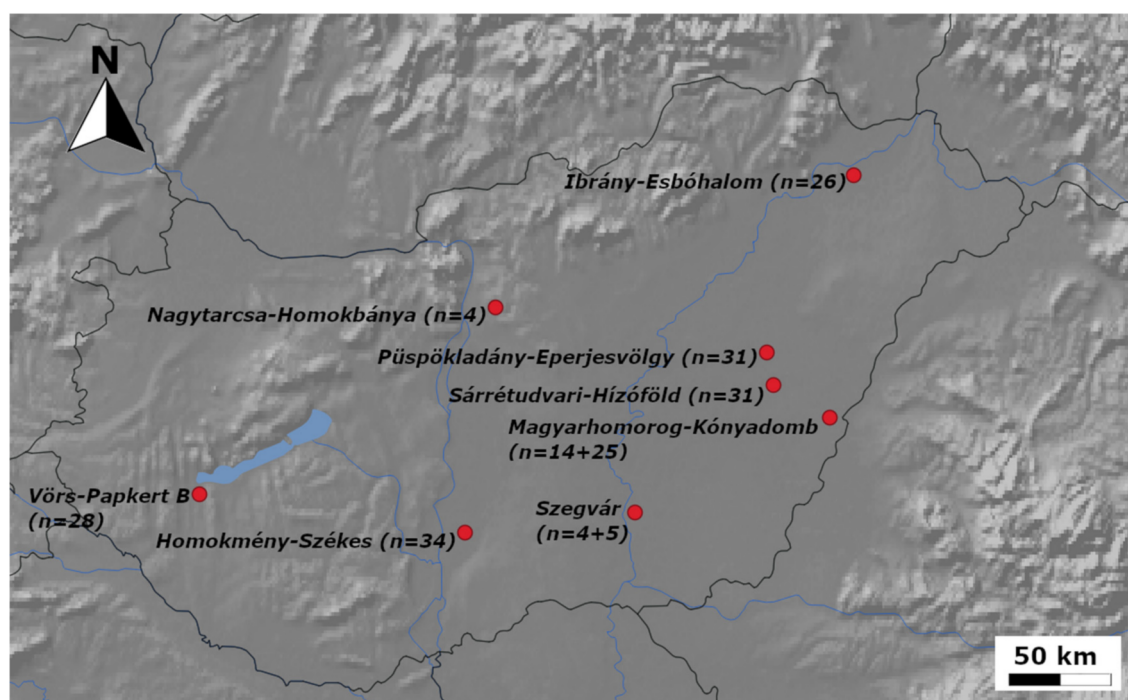 N
Ibrány-Esbóhalom (n=26)
Nagytarcsa-Homokbánya (n=4)
Püspökladány-Eperjesvölgy (n=31)
Sárrétudvari-Hízóföld (n=31)
Magyarhomorog-Kónyadomb
(n=14+25)
Vörs-Papkert B
(n=28)
Szegvár
(n=4+5)
Homokmény-Székes (n=34)
50 km